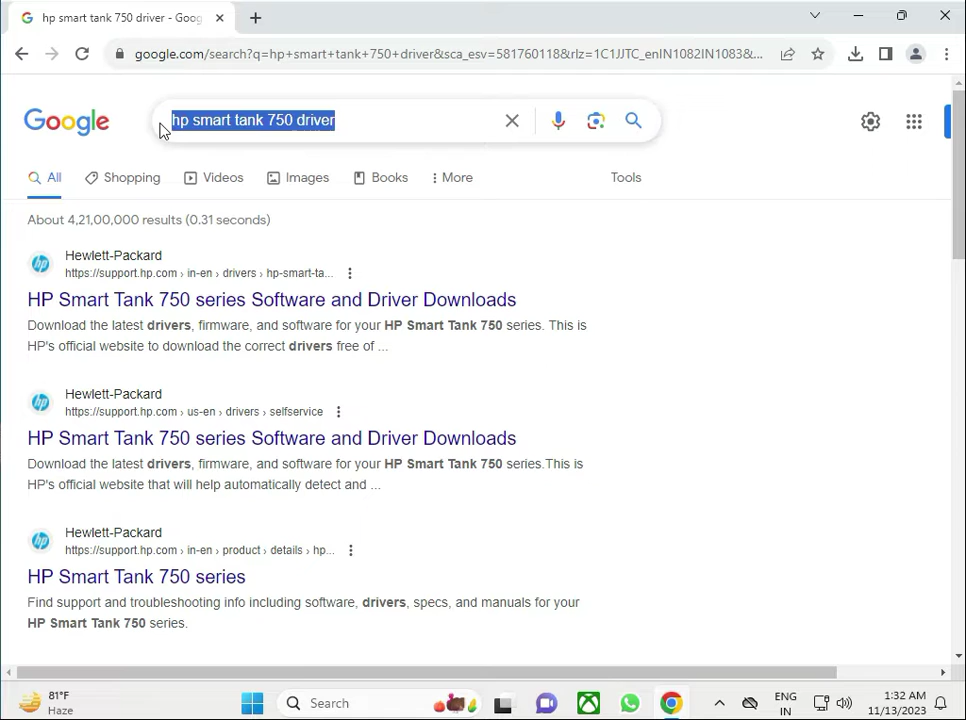 hp smart tank 750 driver - Goog
google.com/search?q=hp+smart+tank+750+driver&sca_esv=581760118&rlz=1C1JJTC_enIN1082IN1083&...
Google
hp smart tank 750 driver
All
Shopping
Videos
Images
Books
More
Tools
About 4,21,00,000 results (0.31 seconds)
Hewlett-Packard
https://support.hp.com › in-en › drivers › hp-smart-ta...
HP Smart Tank 750 series Software and Driver Downloads
Download the latest drivers, firmware, and software for your HP Smart Tank 750 series. This is
HP's official website to download the correct drivers free of ...
Hewlett-Packard
https://support.hp.com › us-en › drivers › selfservice
HP Smart Tank 750 series Software and Driver Downloads
Download the latest drivers, firmware, and software for your HP Smart Tank 750 series.This is
HP's official website that will help automatically detect and ...
Hewlett-Packard
https://support.hp.com › in-en › product › details › hp...
HP Smart Tank 750 series
Find support and troubleshooting info including software, drivers, specs, and manuals for your
HP Smart Tank 750 series.
81°F
Haze
Search
ENG
IN
1:32 AM
11/13/2023